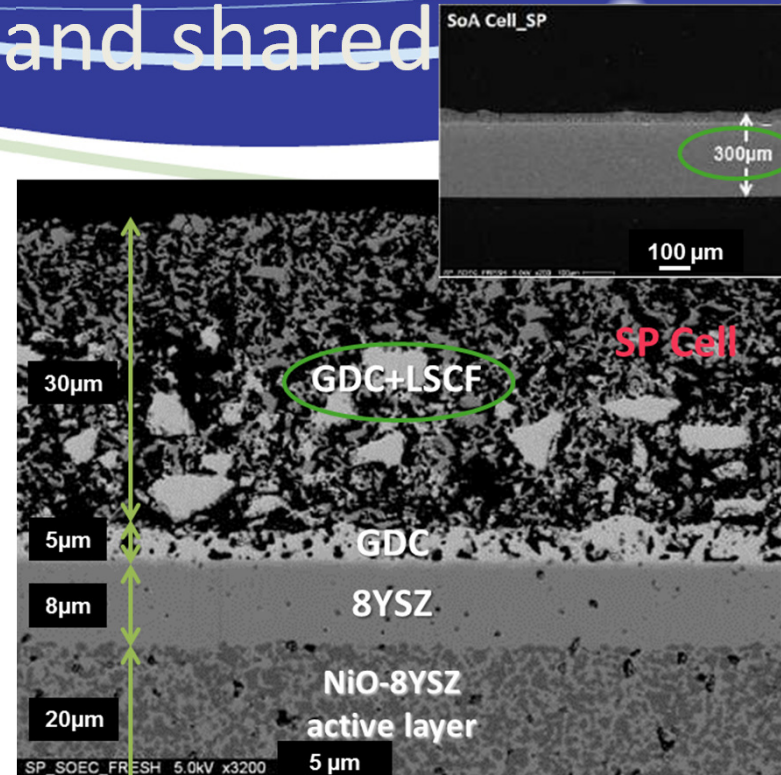 and shared
SoA Cell_SP
300µm
100 µm
SP Cell
30µm
GDC+LSCF
5µm
GDC
8µm
8YSZ
NiO-8YSZ
active layer
20µm
SP_SOEC_FRESH 5.0kV x3200 5 µm